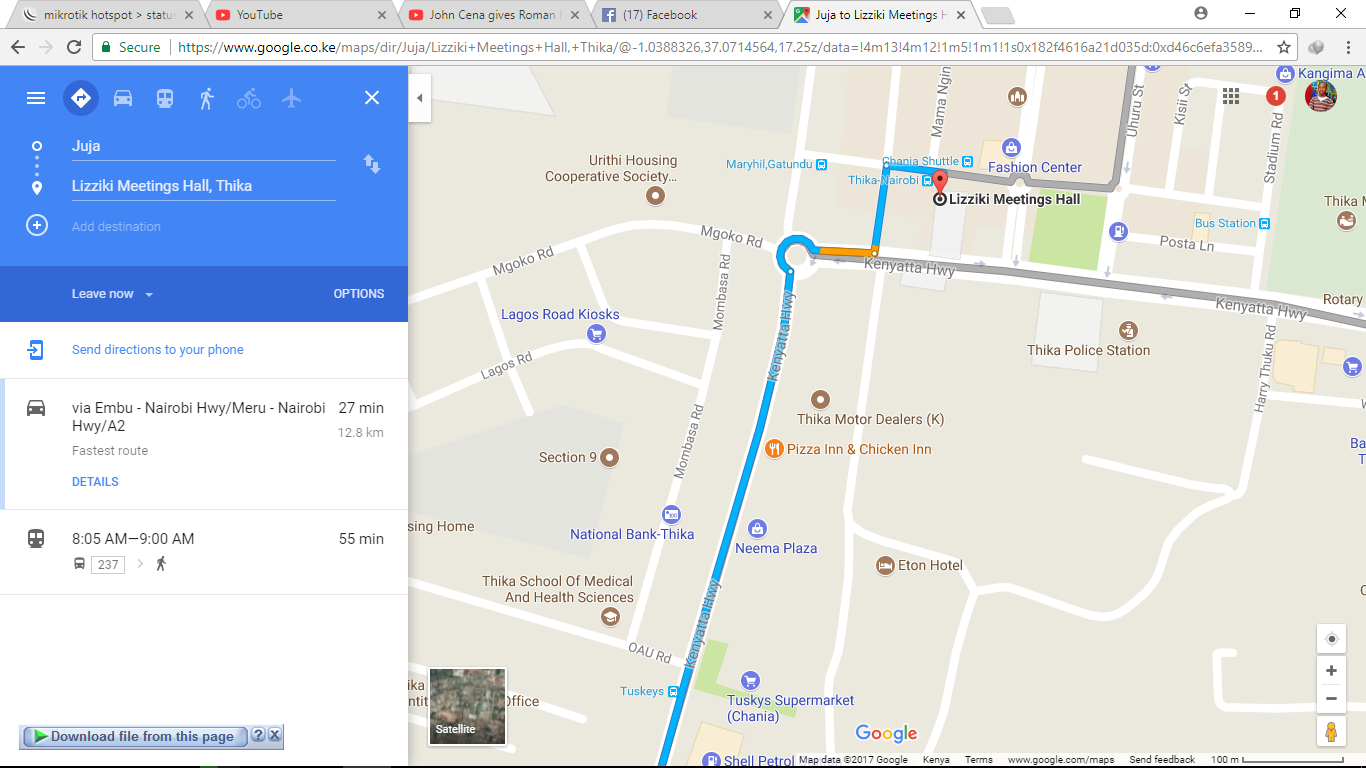 mikrotik hotspot > status
YouTube
John Cena gives Roman
(17) Facebook
Juja to Lizziki Meetings H
Secure
https://www.google.co.ke/maps/dir/Juja/Lizziki+Meetings+Hall,+Thika/@-1.0388326,37.0714564,17.25z/data=!4m13!4m12!1m5!1m1!1s0x182f4616a21d035d:0xd46c6efa3589...
Juja
Lizziki Meetings Hall, Thika
Add destination
Leave now
OPTIONS
Send directions to your phone
via Embu - Nairobi Hwy/Meru - Nairobi
Hwy/A2
27 min
12.8 km
Fastest route
DETAILS
8:05 AM—9:00 AM
55 min
237
Download file from this page
?
X
Kangima A
1
Mama Ngin
Uhuru St
Kisii St
Stadium Rd
Urithi Housing
Cooperative Society...
Maryhil,Gatundu
Chania Shuttle
Fashion Center
Thika-Nairobi
Lizziki Meetings Hall
Thika M
Bus Station
Posta Ln
Mgoko Rd
Mgoko Rd
Kenyatta Hwy
Kenyatta Hwy
Rotary
Mombasa Rd
Lagos Road Kiosks
Kenyatta Hwy
Thika Police Station
Lagos Rd
Harry Thuku Rd
Thika Motor Dealers (K)
Mombasa Rd
Pizza Inn & Chicken Inn
Ba
T
Section 9
sing Home
National Bank-Thika
Neema Plaza
Eton Hotel
Thika School Of Medical
And Health Sciences
Kenyatta Hwy
OAU Rd
ika
ntit
Office
Tuskeys
Tuskys Supermarket
(Chania)
Satellite
Google
Shell Petrol
Map data ©2017 Google
Kenya
Terms
www.google.com/maps
Send feedback
100 m